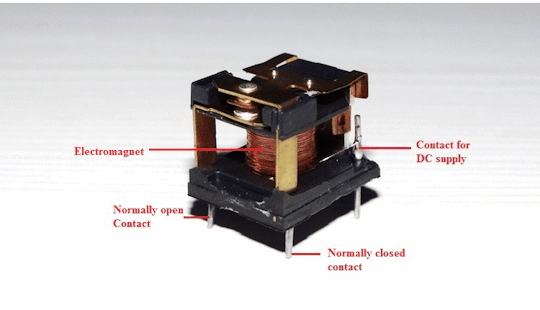 Electromagnet
Contact for
DC supply
Normally open
Contact
Normally closed
contact